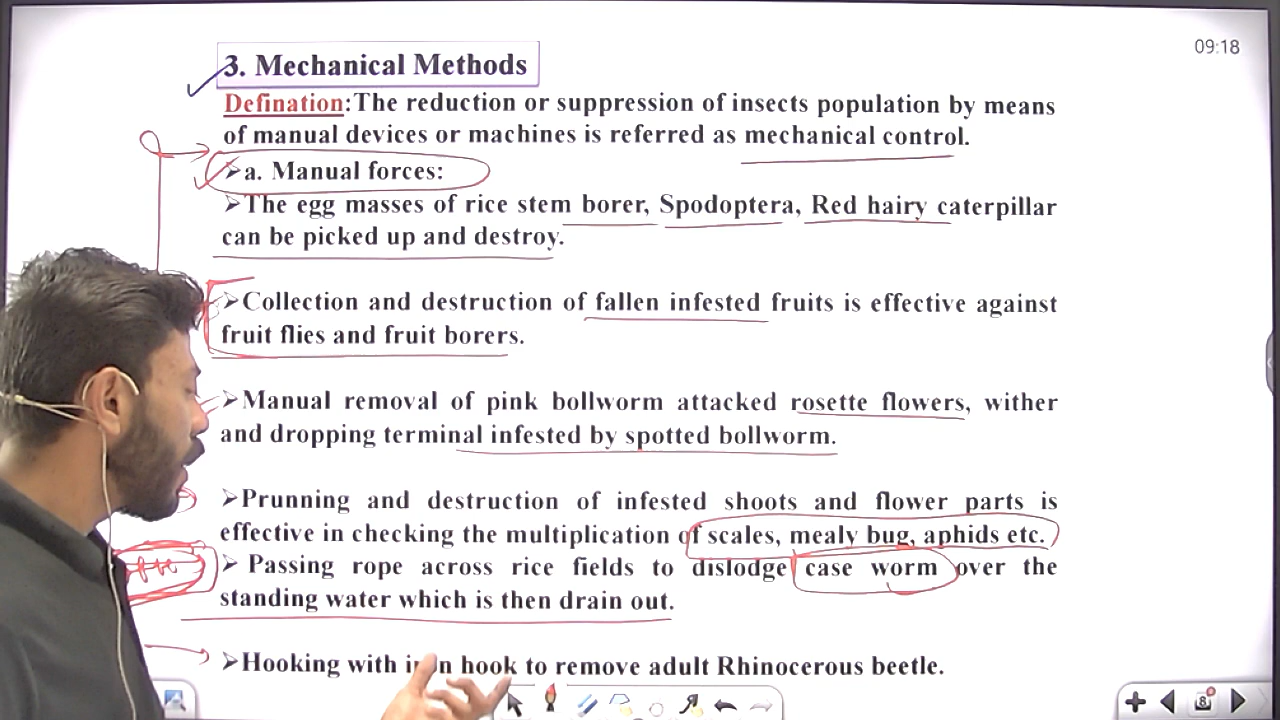 09:18
3. Mechanical Methods
Defination:The reduction or suppression of insects population by means
of manual devices or machines is referred as mechanical control.
➢a. Manual forces:
➢The egg masses of rice stem borer, Spodoptera, Red hairy caterpillar
can be picked up and destroy.
➢Collection and destruction of fallen infested fruits is effective against
fruit flies and fruit borers.
➢Manual removal of pink bollworm attacked rosette flowers, wither
and dropping terminal infested by spotted bollworm.
➢Prunning and destruction of infested shoots and flower parts is
effective in checking the multiplication of scales, mealy bug, aphids etc.
➢ Passing rope across rice fields to dislodge case worm over the
standing water which is then drain out.
➢Hooking with iron hook to remove adult Rhinocerous beetle.
8